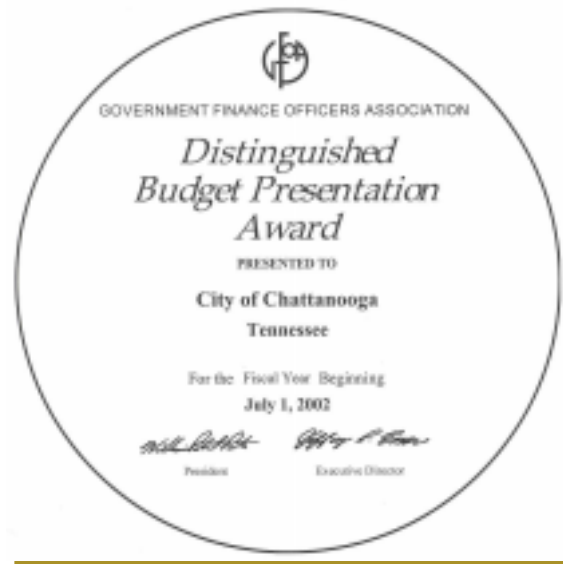 GOVERNMENT FINANCE OFFICERS ASSOCIATION
Distinguished
Budget Presentation
Award
PRESENTED TO
City of Chattanooga
Tennessee
For the Fiscal Year Beginning
July 1, 2002
President
Executive Director